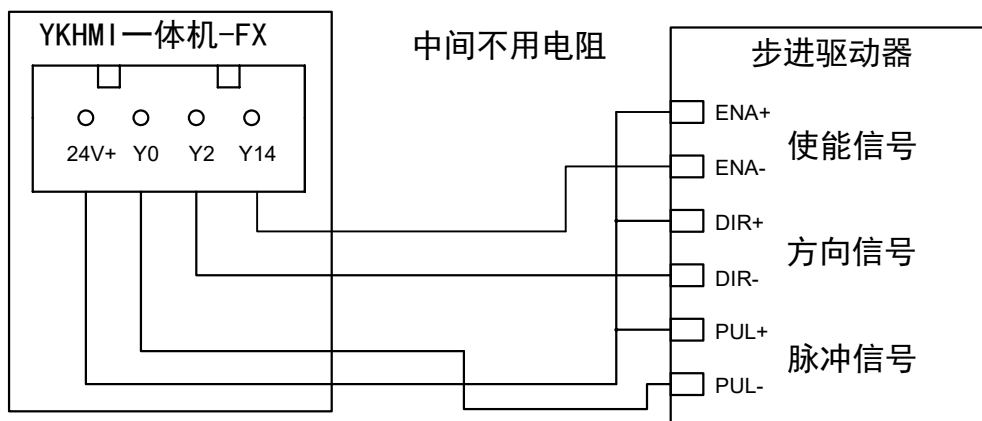 YKHMI一体机-FX
24V+ Y0 Y2 Y14
中间不用电阻
步进驱动器
ENA+
使能信号
ENA-
DIR+
方向信号
DIR-
PUL+
脉冲信号
PUL-